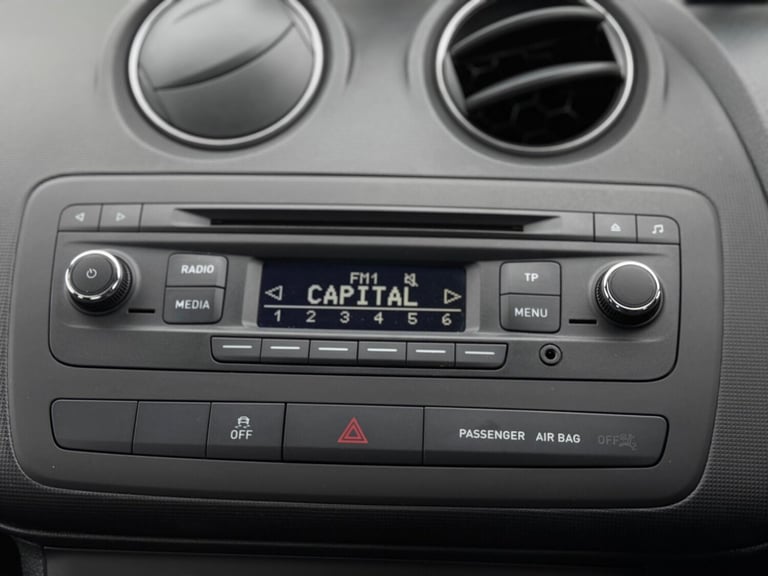 RADIO
MEDIA
FM1
CAPITAL
1 2 3 4 5 6
TP
MENU
OFF
PASSENGER AIR BAG OFF